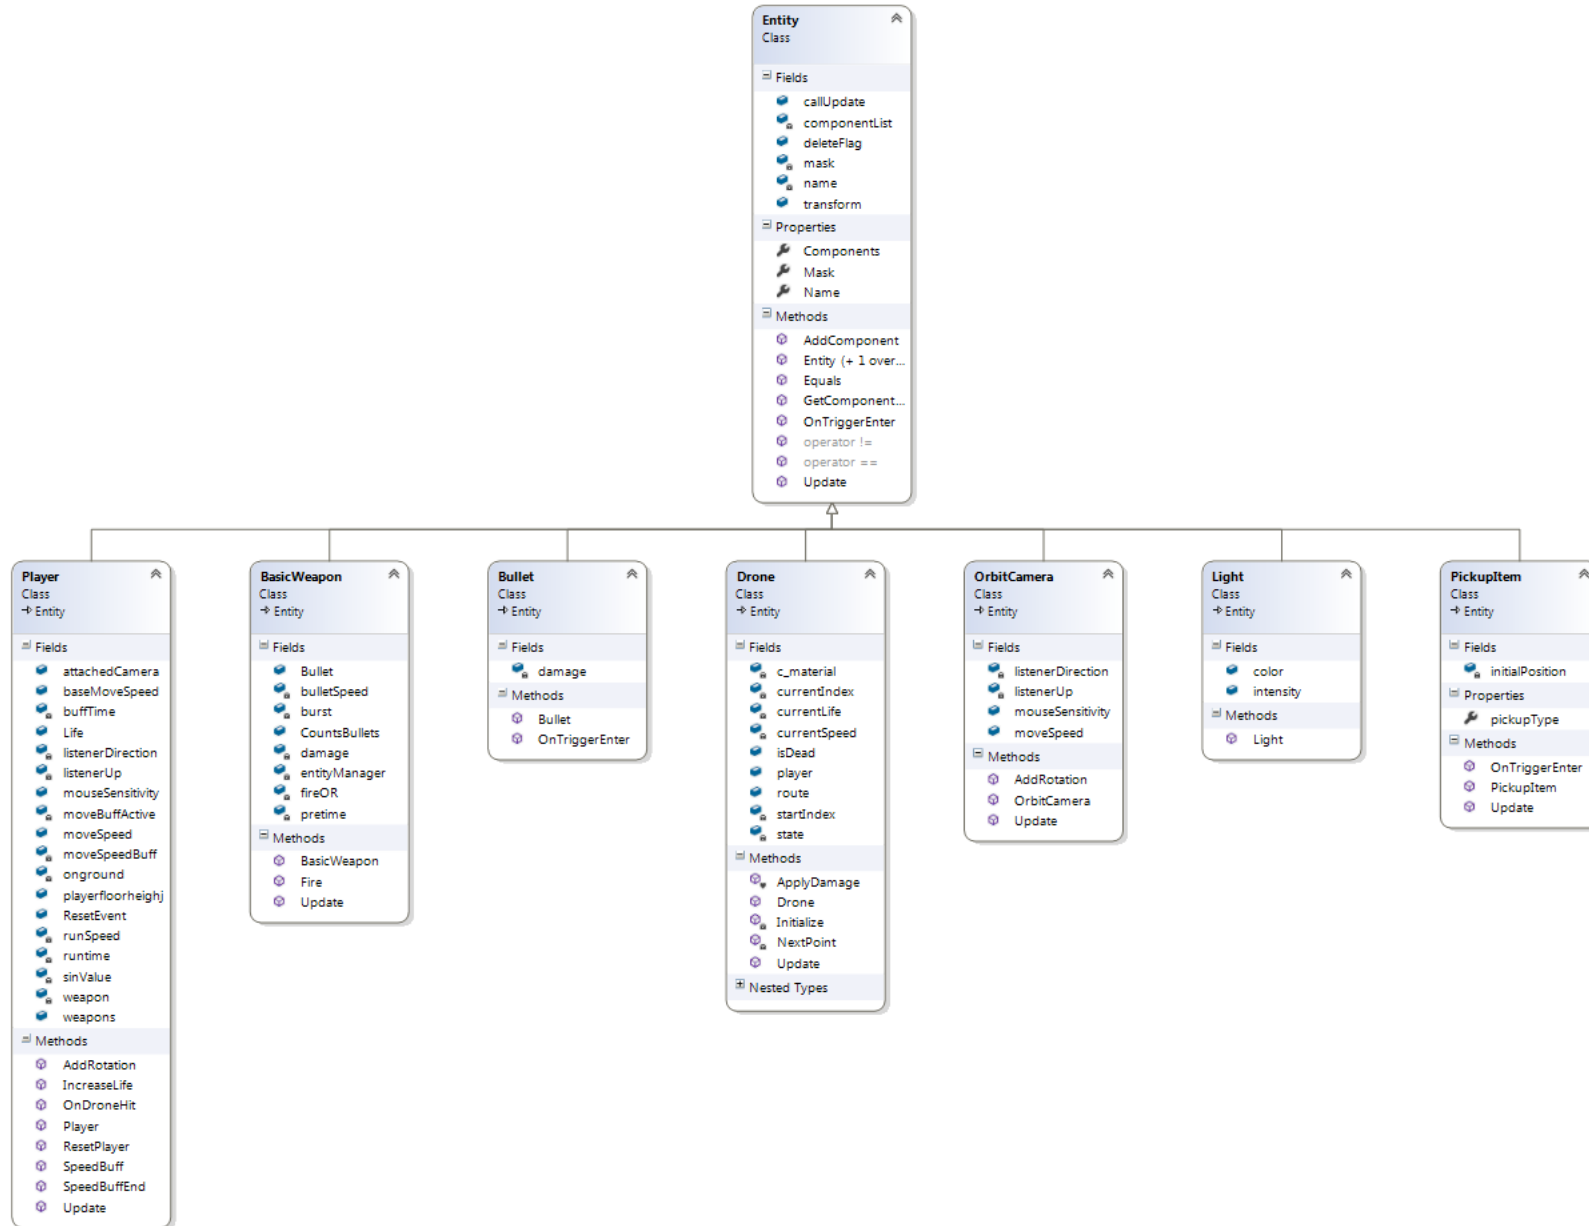 Entity
Class
Fields
callUpdate
componentList
deleteFlag
mask
name
transform
Properties
Components
Mask
Name
Methods
AddComponent
Entity (+ 1 over...
Equals
GetComponent...
OnTriggerEnter
operator !=
operator ==
Update
Player
Class
Entity
Fields
attachedCamera
baseMoveSpeed
buffTime
Life
listenerDirection
listenerUp
mouseSensitivity
moveBuffActive
moveSpeed
moveSpeedBuff
onground
playerfloorheighj
ResetEvent
runSpeed
runtime
sinValue
weapon
weapons
Methods
AddRotation
IncreaseLife
OnDroneHit
Player
ResetPlayer
SpeedBuff
SpeedBuffEnd
Update
BasicWeapon
Class
Entity
Fields
Bullet
bulletSpeed
burst
CountsBullets
damage
entityManager
fireOR
pretime
Methods
BasicWeapon
Fire
Update
Bullet
Class
Entity
Fields
damage
Methods
Bullet
OnTriggerEnter
Drone
Class
Entity
Fields
c_material
currentIndex
currentLife
currentSpeed
isDead
player
route
startIndex
state
Methods
ApplyDamage
Drone
Initialize
NextPoint
Update
Nested Types
OrbitCamera
Class
Entity
Fields
listenerDirection
listenerUp
mouseSensitivity
moveSpeed
Methods
AddRotation
OrbitCamera
Update
Light
Class
Entity
Fields
color
intensity
Methods
Light
PickupItem
Class
Entity
Fields
initialPosition
Properties
pickupType
Methods
OnTriggerEnter
PickupItem
Update